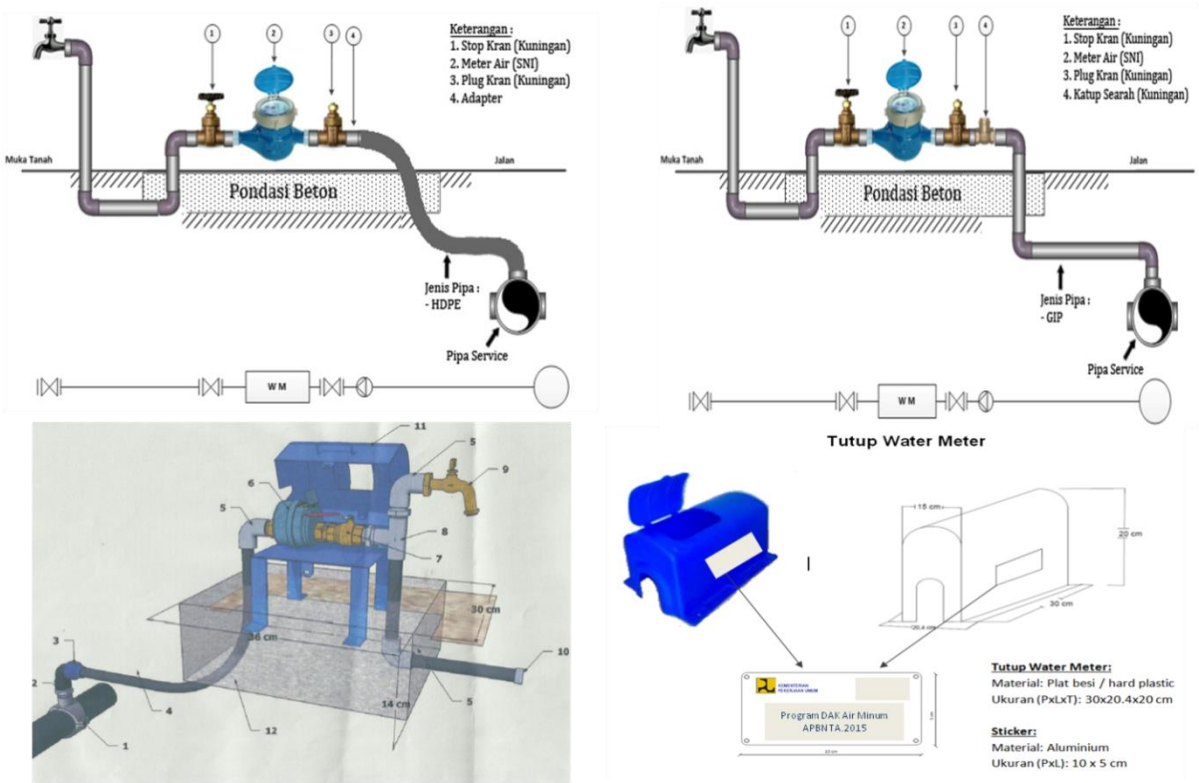 1
2
3
4
Keterangan :
1. Stop Kran (Kuningan)
2. Meter Air (SNI)
3. Plug Kran (Kuningan)
4. Adapter
Muka Tanah
Jalan
Pondasi Beton
Jenis Pipa :
- HDPE
Pipa Service
W M
1
2
3
4
Keterangan :
1. Stop Kran (Kuningan)
2. Meter Air (SNI)
3. Plug Kran (Kuningan)
4. Katup Searah (Kuningan)
Muka Tanah
Jalan
Pondasi Beton
Jenis Pipa :
- GIP
Pipa Service
WM
11
5
6
9
5
8
7
30 cm
36 cm
3
10
2
4
14 cm
5
12
1
Tutup Water Meter
15 cm
20 cm
30 cm
20.4 cm
KEMENTERIAN
PEKERJAAN UMUM
Program DAK Air Minum
APBN TA.2015
Tutup Water Meter:
Material: Plat besi / hard plastic
Ukuran (PxLxT): 30x20.4x20 cm
Sticker:
Material: Aluminium
Ukuran (PxL): 10 x 5 cm